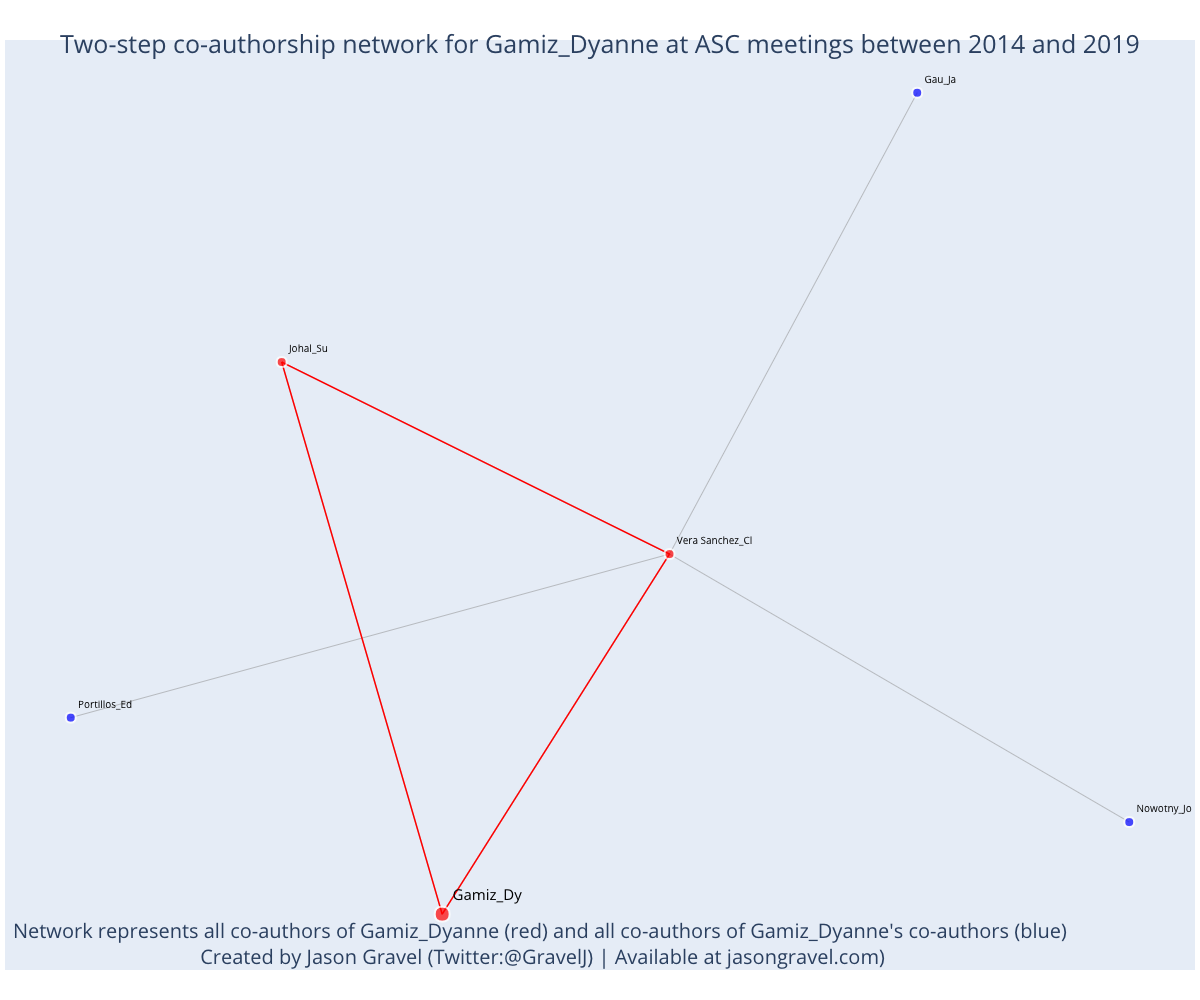 Two-step co-authorship network for Gamiz_Dyanne at ASC meetings between 2014 and 2019
Gau_Ja
Johal_Su
Vera Sanchez_Cl
Portillos_Ed
Nowotny_Jo
Gamiz_Dy
Network represents all co-authors of Gamiz_Dyanne (red) and all co-authors of Gamiz_Dyanne's co-authors (blue)
Created by Jason Gravel (Twitter:@GravelJ) | Available at jasongravel.com)